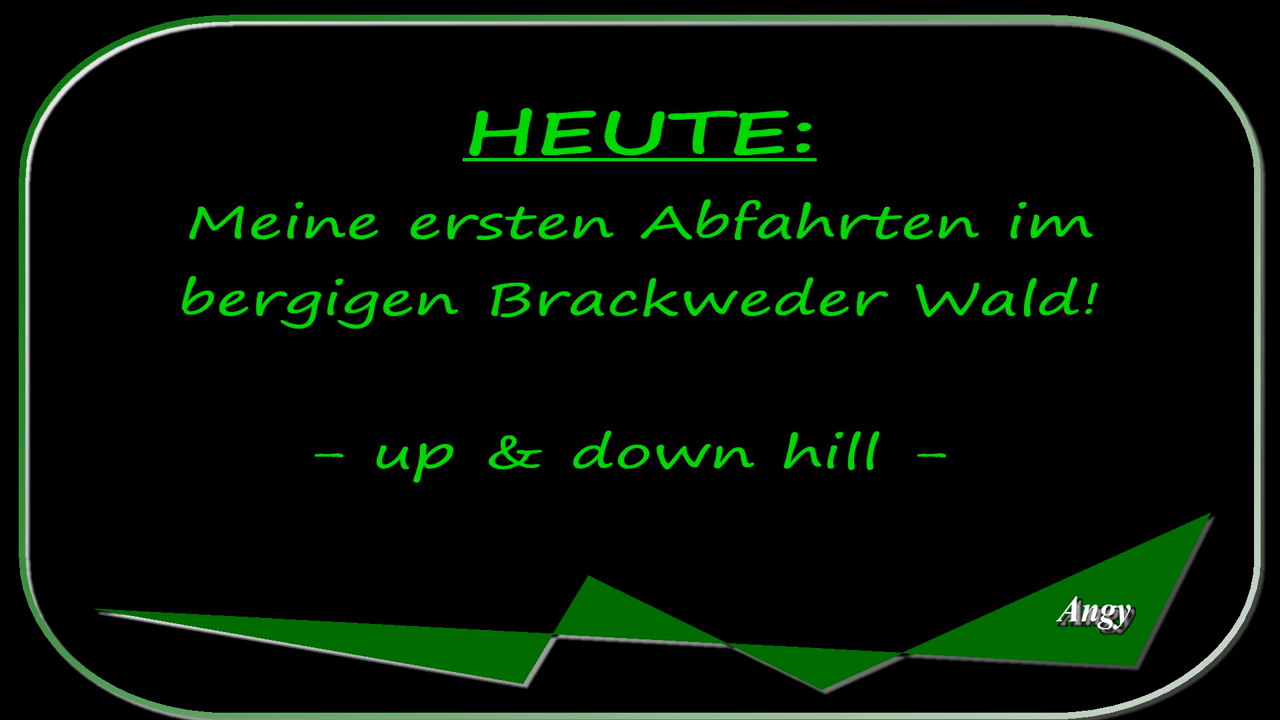 HEUTE:
Meine ersten Abfahrten im
bergigen Brackweder Wald!
- up & down hill -
Angy